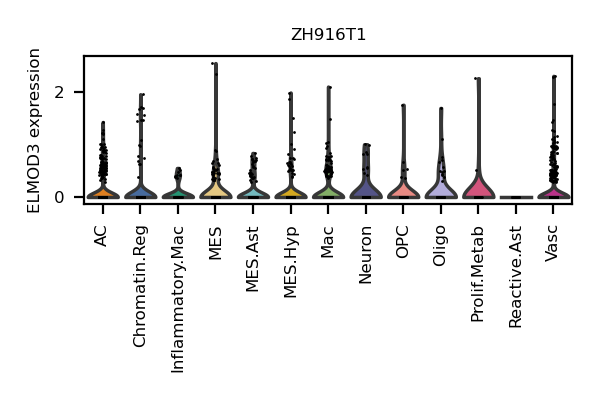 ZH916T1
ELMOD3 expression
2
0
AC
Chromatin.Reg
Inflammatory.Mac
MES
MES.Ast
MES.Hyp
Mac
Neuron
OPC
Oligo
Prolif.Metab
Reactive.Ast
Vasc